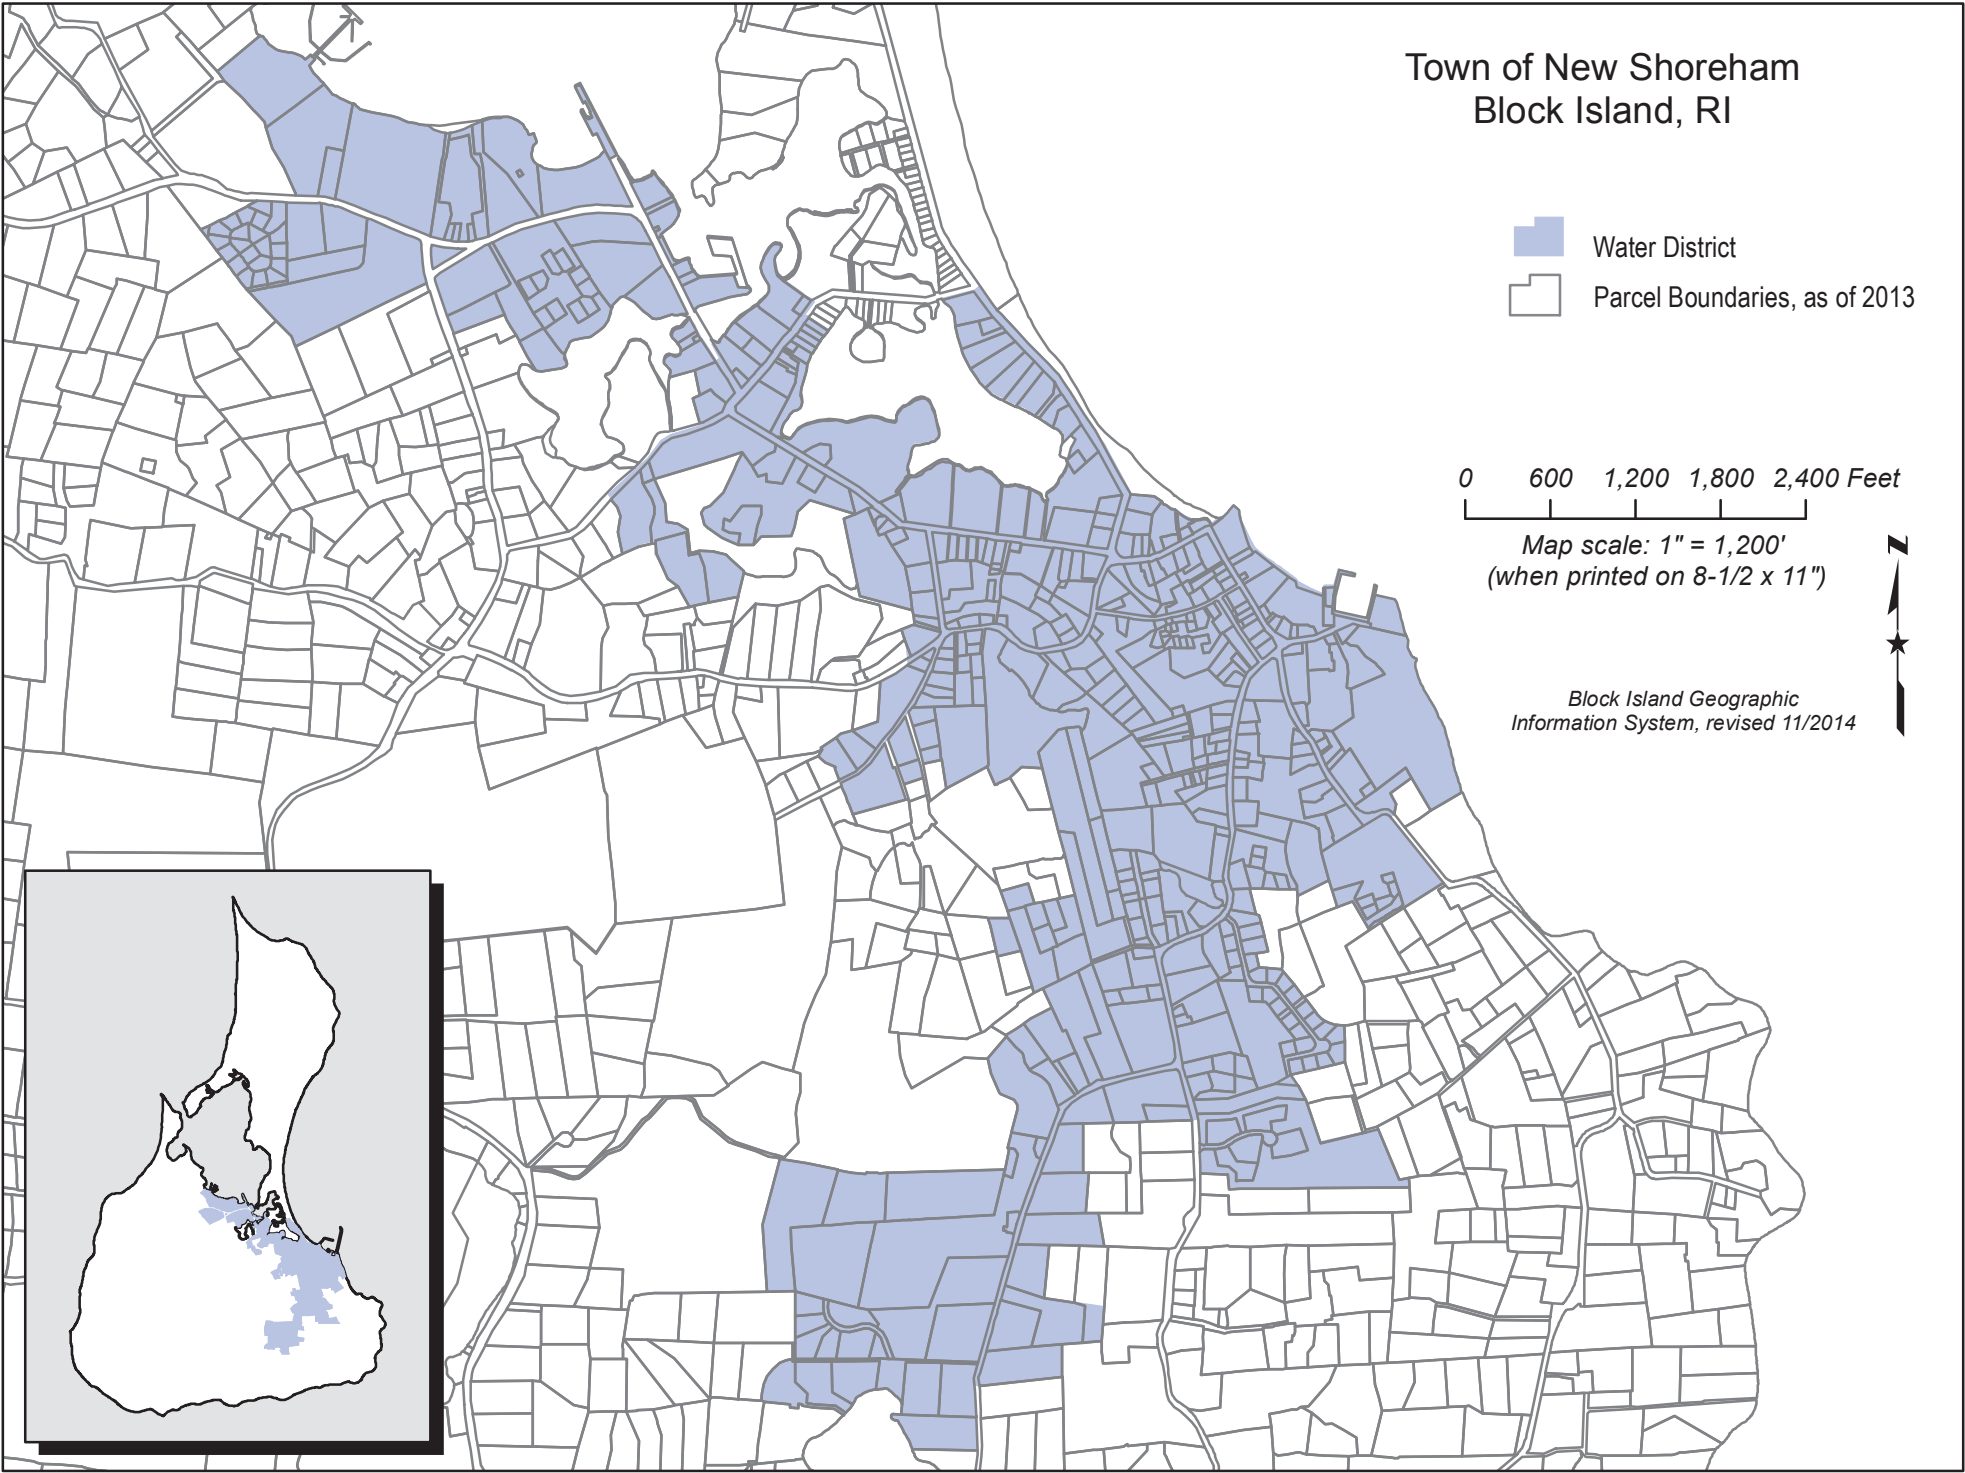 Town of New Shoreham
Block Island, RI
Water District
Parcel Boundaries, as of 2013
0 600 1,200 1,800 2,400 Feet
Map scale: 1" = 1,200'
(when printed on 8-1/2 x 11")
N
Block Island Geographic
Information System, revised 11/2014